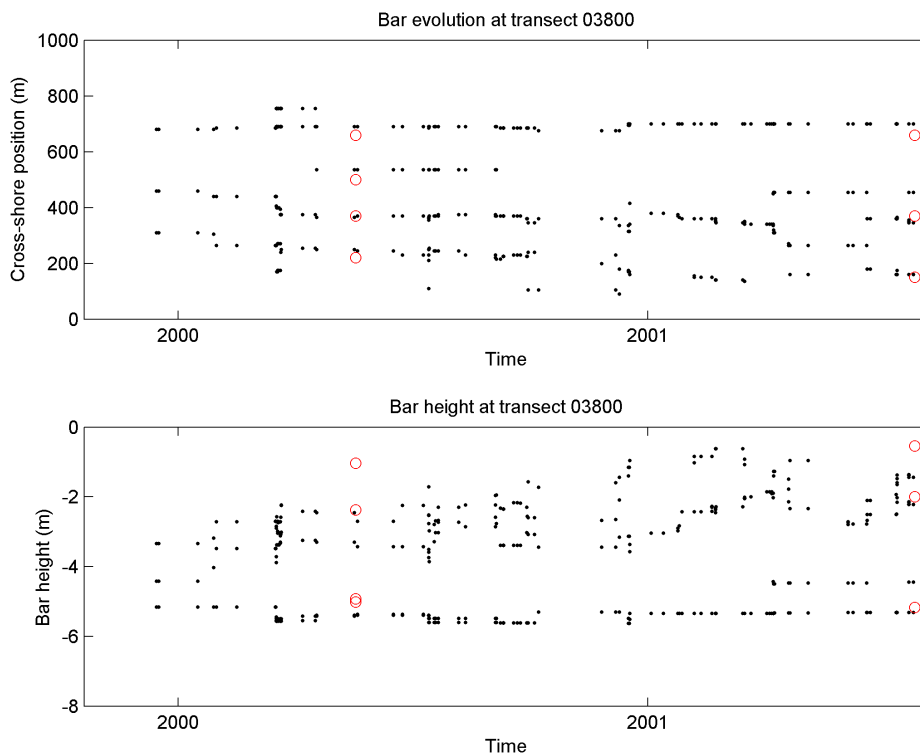 Bar evolution at transect 03800
1000
800
600
400
200
0
Cross-shore position (m)
2000
2001
Time
Bar height at transect 03800
0
-2
-4
-6
-8
Bar height (m)
2000
2001
Time